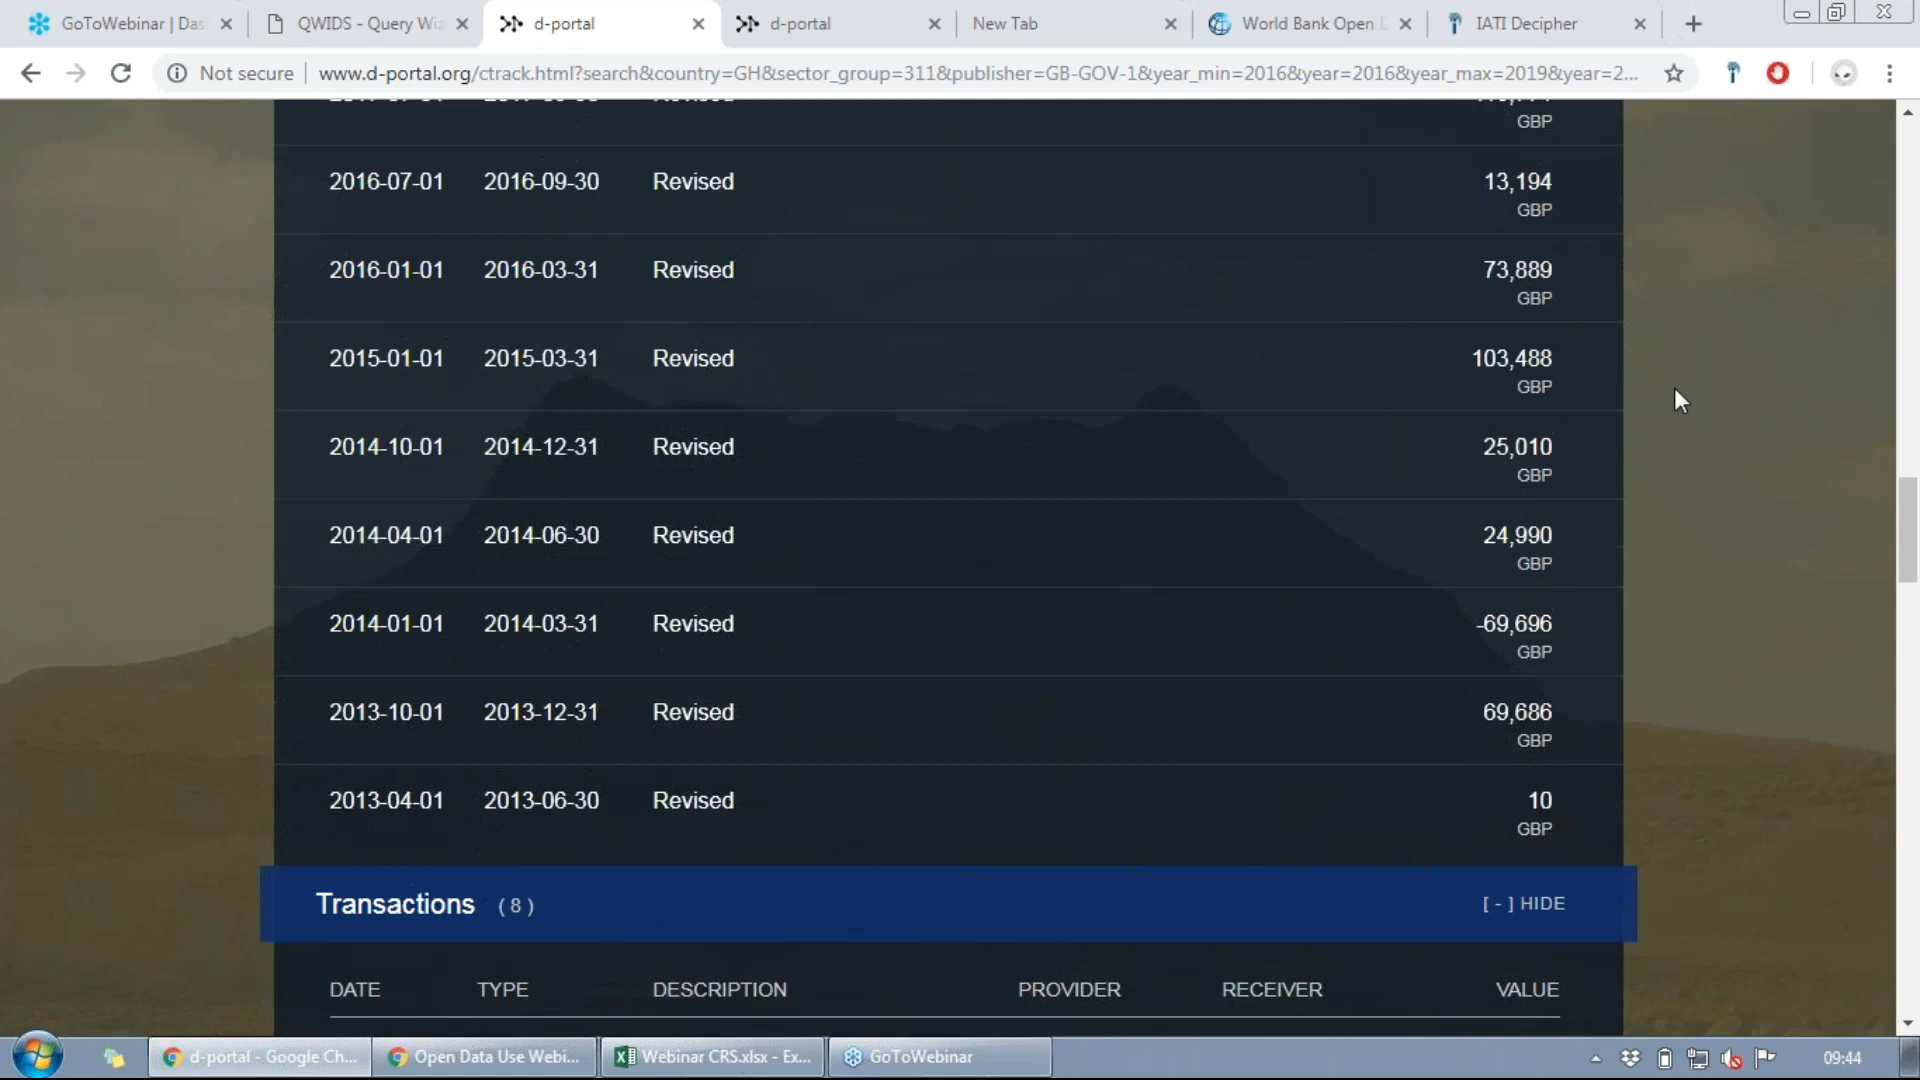 GoToWebinar | Das
QWIDS - Query Wiz
d-portal
d-portal
New Tab
World Bank Open D
IATI Decipher
Not secure
www.d-portal.org/ctrack.html?search&country=GH&sector_group=311&publisher=GB-GOV-1&year_min=2016&year=2016&year_max=2019&year=2...
GBP
2016-07-01 2016-09-30 Revised 13,194
GBP
2016-01-01 2016-03-31 Revised 73,889
GBP
2015-01-01 2015-03-31 Revised 103,488
GBP
2014-10-01 2014-12-31 Revised 25,010
GBP
2014-04-01 2014-06-30 Revised 24,990
GBP
2014-01-01 2014-03-31 Revised -69,696
GBP
2013-10-01 2013-12-31 Revised 69,686
GBP
2013-04-01 2013-06-30 Revised 10
GBP
Transactions ( 8 ) [ - ] HIDE
DATE TYPE DESCRIPTION PROVIDER RECEIVER VALUE
d-portal - Google Ch...
Open Data Use Webi...
Webinar CRS.xlsx - Ex...
GoToWebinar
09:44